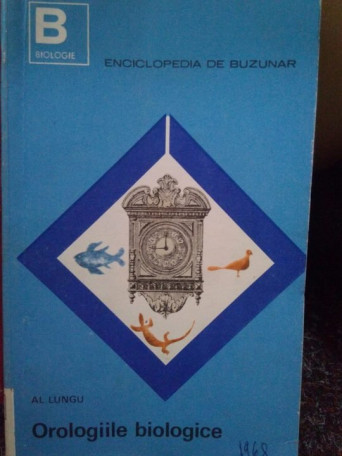 B
BIOLOGIE
ENCICLOPEDIA DE BUZUNAR
AL LUNGU
Orologiile biologice
1968